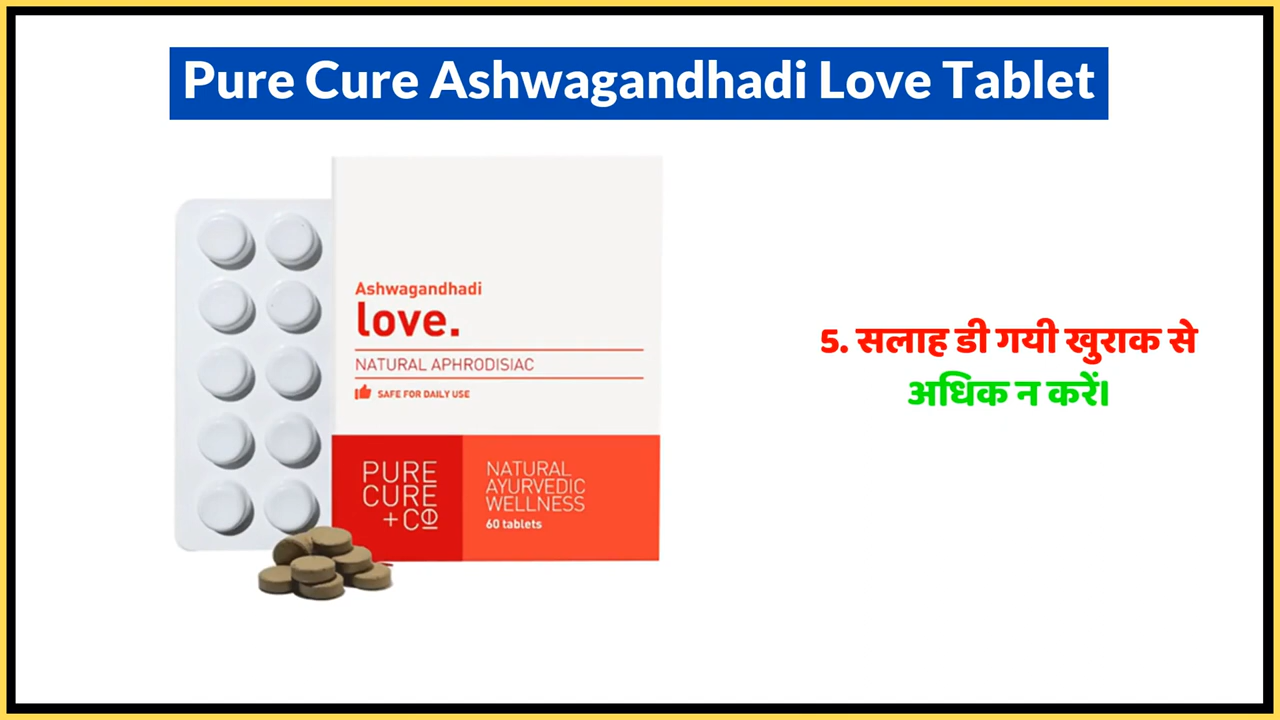 Pure Cure Ashwagandhadi Love Tablet
Ashwagandhadi
love.
NATURAL APHRODISIAC
SAFE FOR DAILY USE
PURE
CURE
+CO
NATURAL
AYURVEDIC
WELLNESS
60 tablets
5. सलाह डी गयी खुराक से
अधिक न करें।